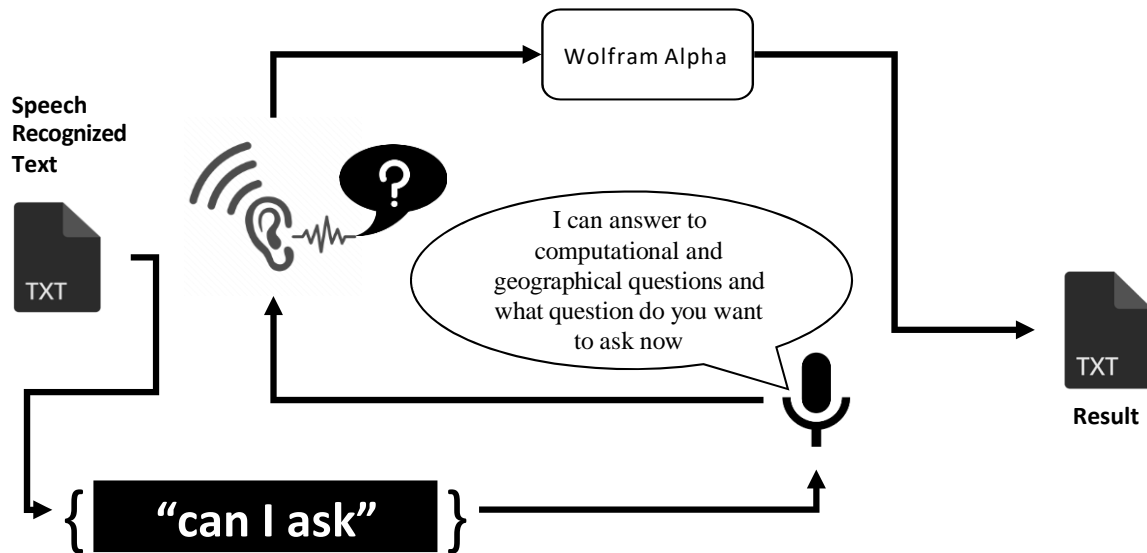 Wolfram Alpha
Speech
Recognized
Text
TXT
?
I can answer to
computational and
geographical questions and
what question do you want
to ask now
TXT
Result
{ “can I ask” }